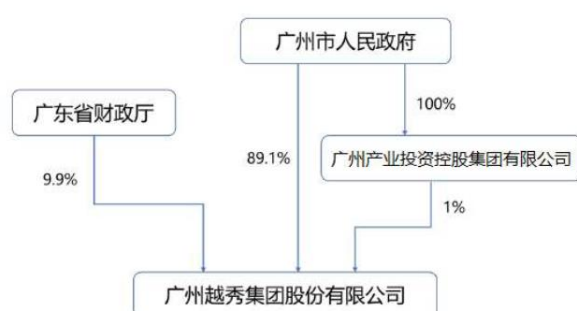 广州市人民政府
广东省财政厅
100%
89.1%
广州产业投资控股集团有限公司
9.9%
1%
广州越秀集团股份有限公司